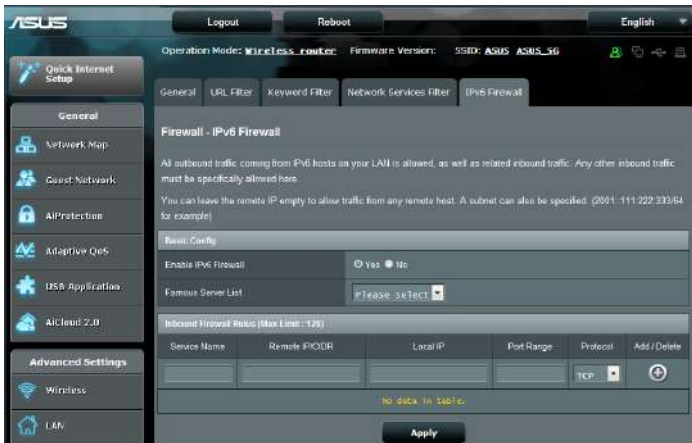 ASUS
Logout
Reboot
English
Operation Mode: Wireless router Firmware Version: SSID: ASUS ASUS_5G
Quick Internet Setup
General URL Filter Keyword Filter Network Services Filter IPv6 Firewall
General
Network Map
Guest Network
AiProtection
Adaptive QoS
USB Application
AiCloud 2.0
Advanced Settings
Wireless
LAN
Firewall - IPv6 Firewall
All outbound traffic coming from IPv6 hosts on your LAN is allowed, as well as related inbound traffic. Any other inbound traffic
must be specifically allowed here.
You can leave the remote IP empty to allow traffic from any remote host. A subnet can also be specified. (2001::111:222:333/64
for example)
Basic Config
Enable IPv6 Firewall Yes No
Famous Server List Please select
Inbound Firewall Rules (Max Limit : 128)
Service Name Remote IP/CIDR Local IP Port Range Protocol Add / Delete
TCP
No data in table.
Apply